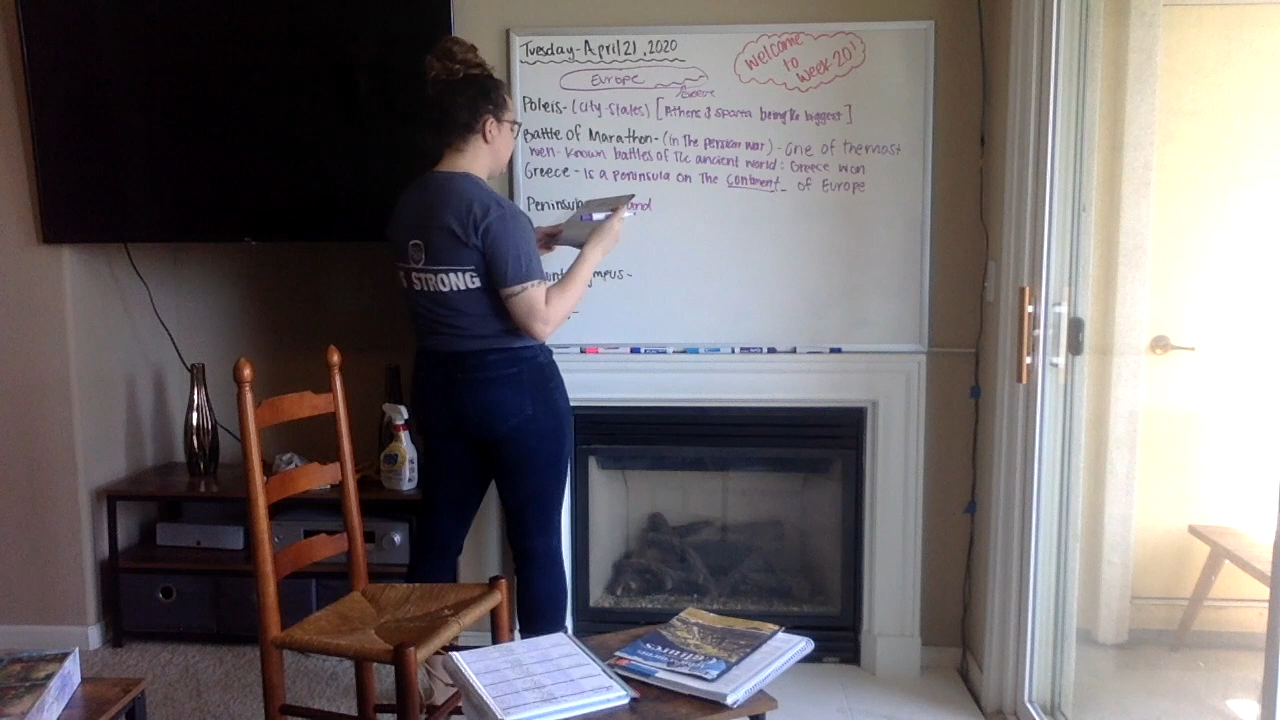 Tuesday-April 21, 2020
Welcome
to
week 20!
Europe
Greece
Poleis- (city-states) [Athens & Sparta being the biggest]
Battle of Marathon- (in the persian war) - one of the most
well-known battles of the ancient world: Greece won
Greece - is a peninsula on the continent of Europe
STRONG